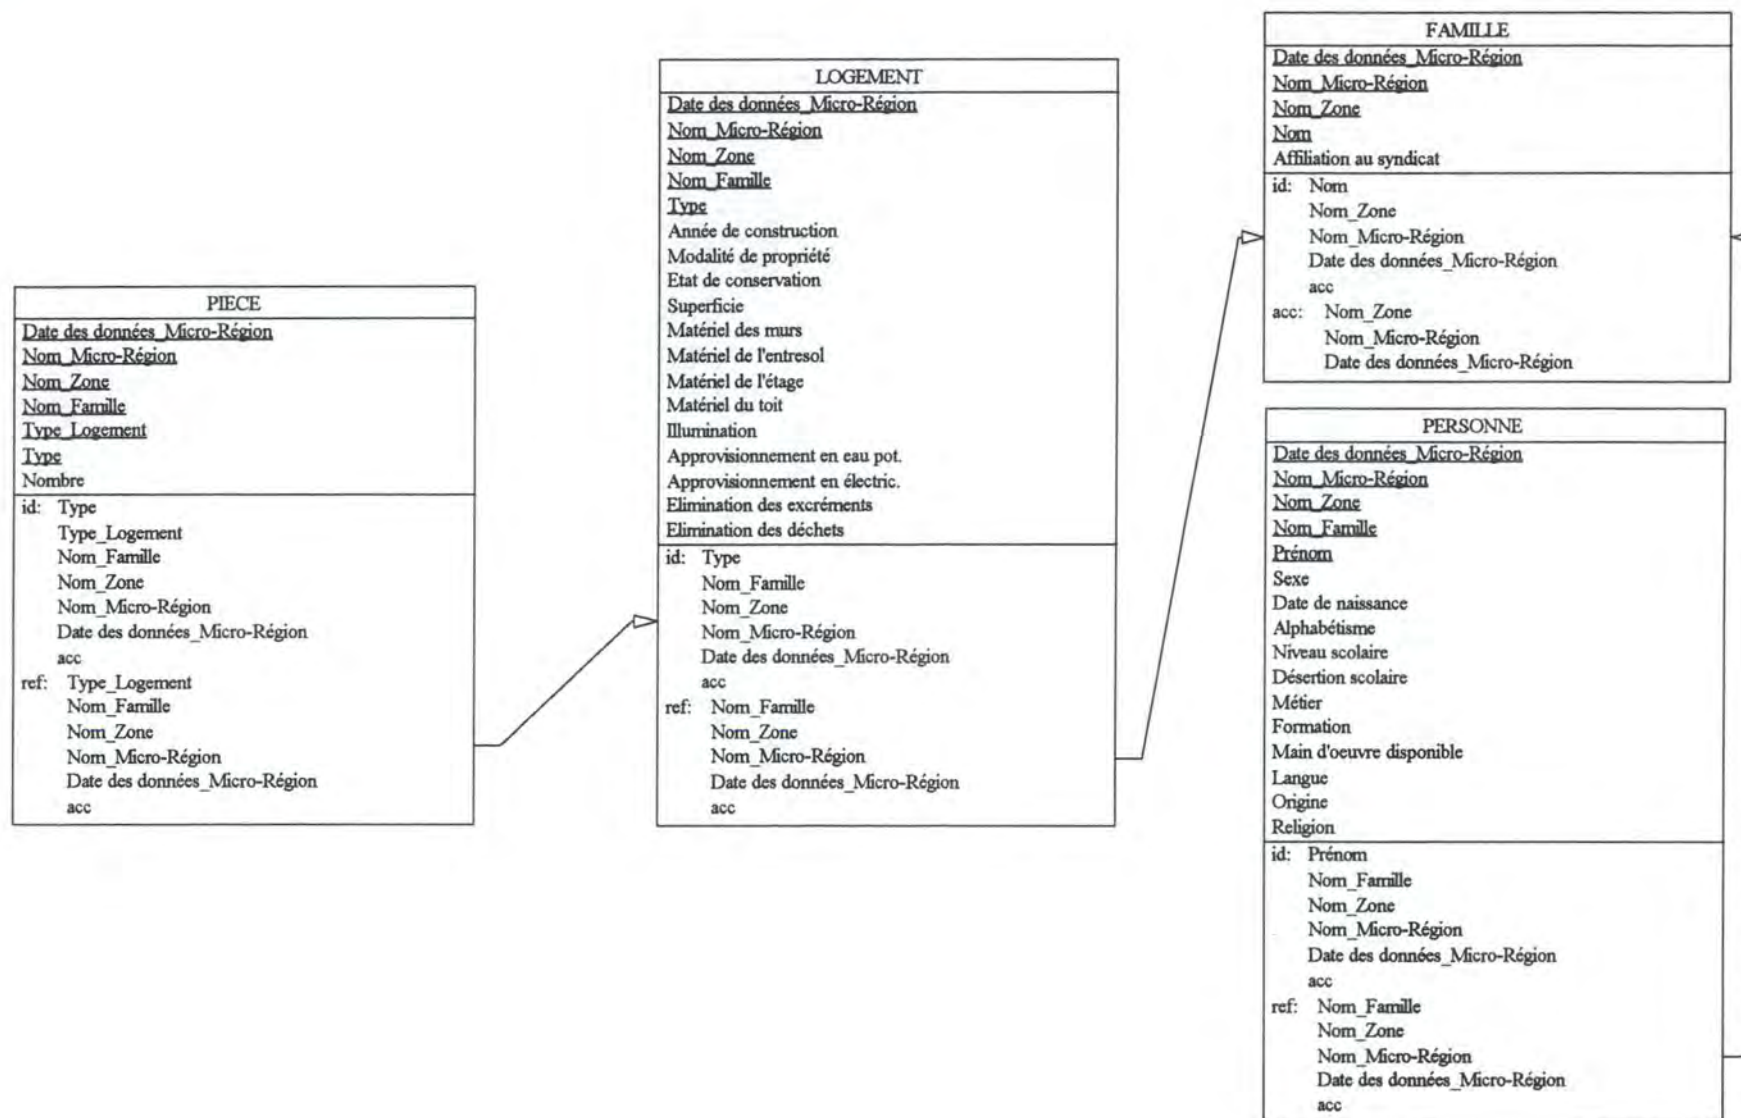 PIECE
Date des données_Micro-Région
Nom_Micro-Région
Nom_Zone
Nom_Famille
Type_Logement
Type
Nombre
id: Type
Type_Logement
Nom_Famille
Nom_Zone
Nom_Micro-Région
Date des données_Micro-Région
acc
ref: Type_Logement
Nom_Famille
Nom_Zone
Nom_Micro-Région
Date des données_Micro-Région
acc
LOGEMENT
Date des données_Micro-Région
Nom_Micro-Région
Nom_Zone
Nom_Famille
Type
Année de construction
Modalité de propriété
Etat de conservation
Superficie
Matériel des murs
Matériel de l'entresol
Matériel de l'étage
Matériel du toit
Illumination
Approvisionnement en eau pot.
Approvisionnement en électric.
Elimination des excréments
Elimination des déchets
id: Type
Nom_Famille
Nom_Zone
Nom_Micro-Région
Date des données_Micro-Région
acc
ref: Nom_Famille
Nom_Zone
Nom_Micro-Région
Date des données_Micro-Région
acc
FAMILLE
Date des données_Micro-Région
Nom_Micro-Région
Nom_Zone
Nom
Affiliation au syndicat
id: Nom
Nom_Zone
Nom_Micro-Région
Date des données_Micro-Région
acc
acc: Nom_Zone
Nom_Micro-Région
Date des données_Micro-Région
PERSONNE
Date des données_Micro-Région
Nom_Micro-Région
Nom_Zone
Nom_Famille
Prénom
Sexe
Date de naissance
Alphabétisme
Niveau scolaire
Désertion scolaire
Métier
Formation
Main d'oeuvre disponible
Langue
Origine
Religion
id: Prénom
Nom_Famille
Nom_Zone
Nom_Micro-Région
Date des données_Micro-Région
acc
ref: Nom_Famille
Nom_Zone
Nom_Micro-Région
Date des données_Micro-Région
acc